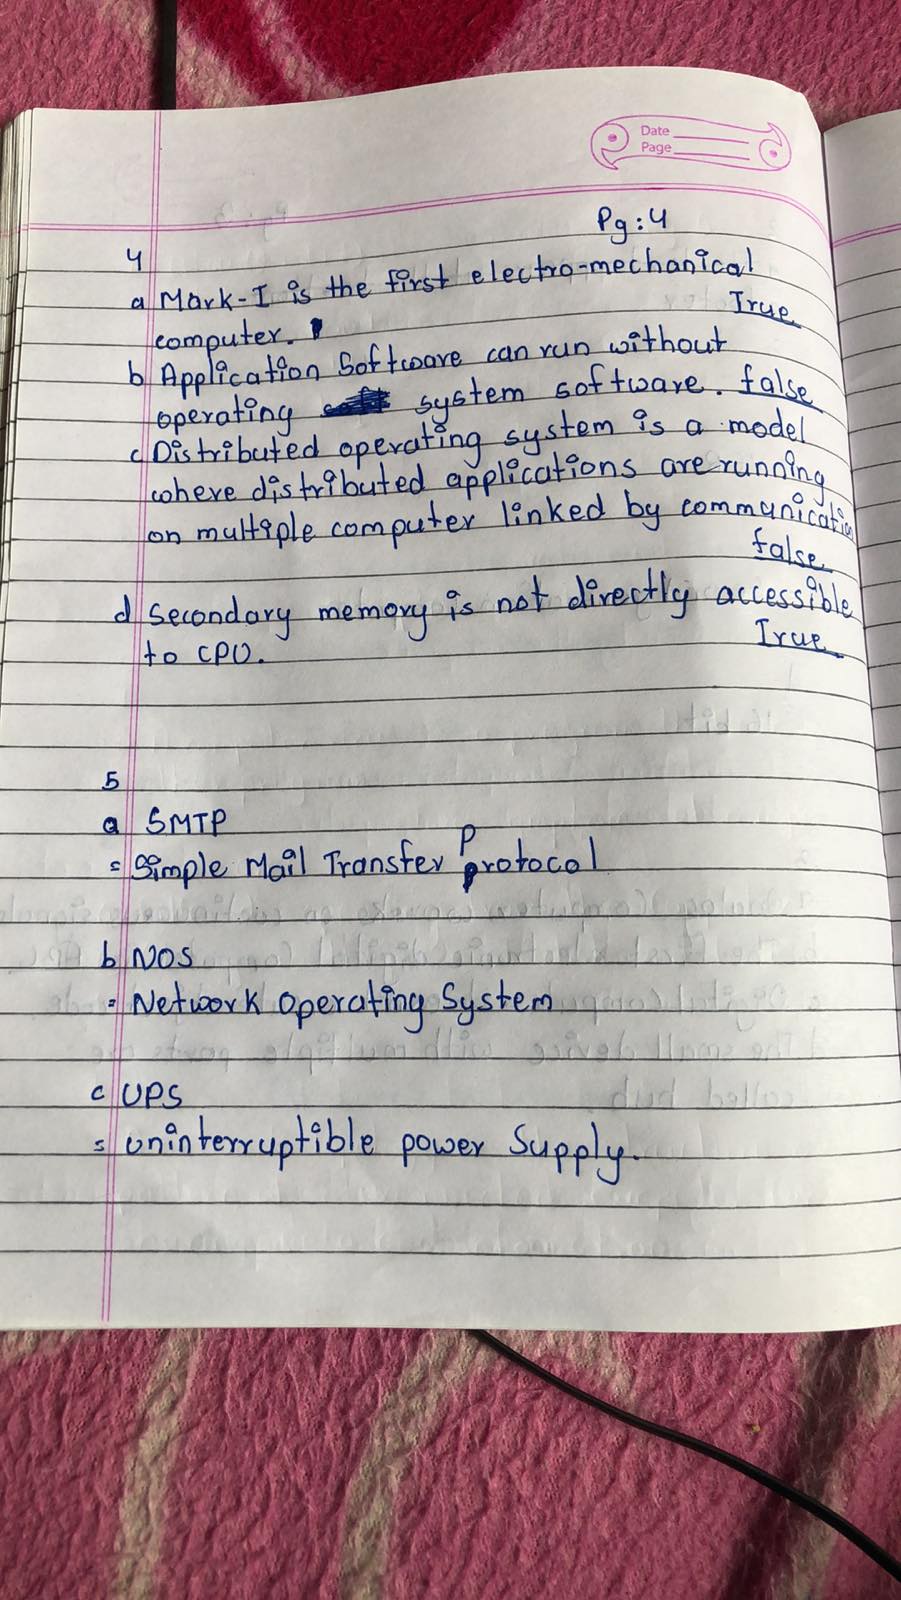 Date
Page
Pg:4
4
a Mark-I is the first electro-mechanical
computer. True
b Application Software can run without
operating system software. false
c Distributed operating system is a model
where distributed applications are running
on multiple computer linked by communicatio
false
d Secondary memory is not directly accessible
to CPU. True
5
a SMTP
= Simple Mail Transfer Protocol
b NOS
= Network Operating System
c UPS
= Uninterruptible power Supply.